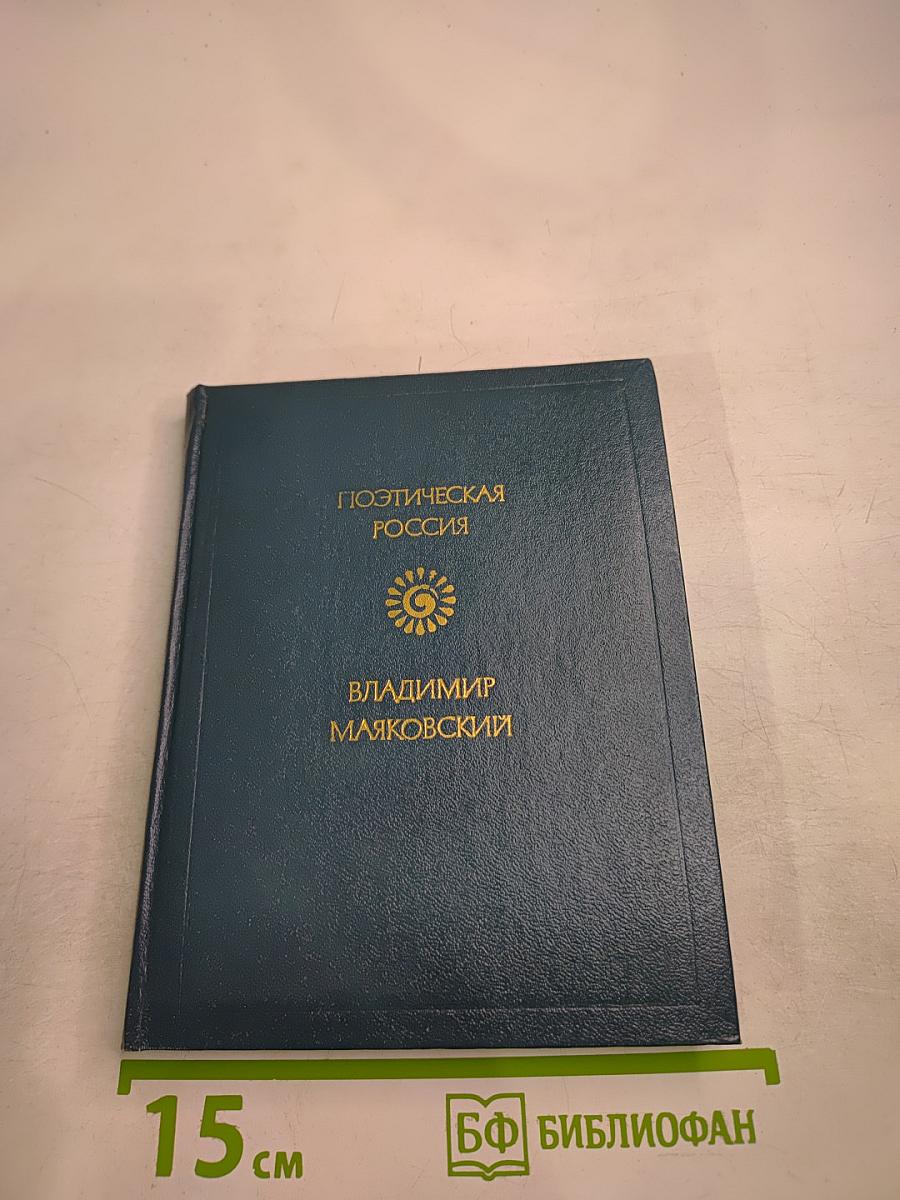 ПОЭТИЧЕСКАЯ
РОССИЯ
ВЛАДИМИР
МАЯКОВСКИЙ
15 см
БФ БИБЛИОФАН